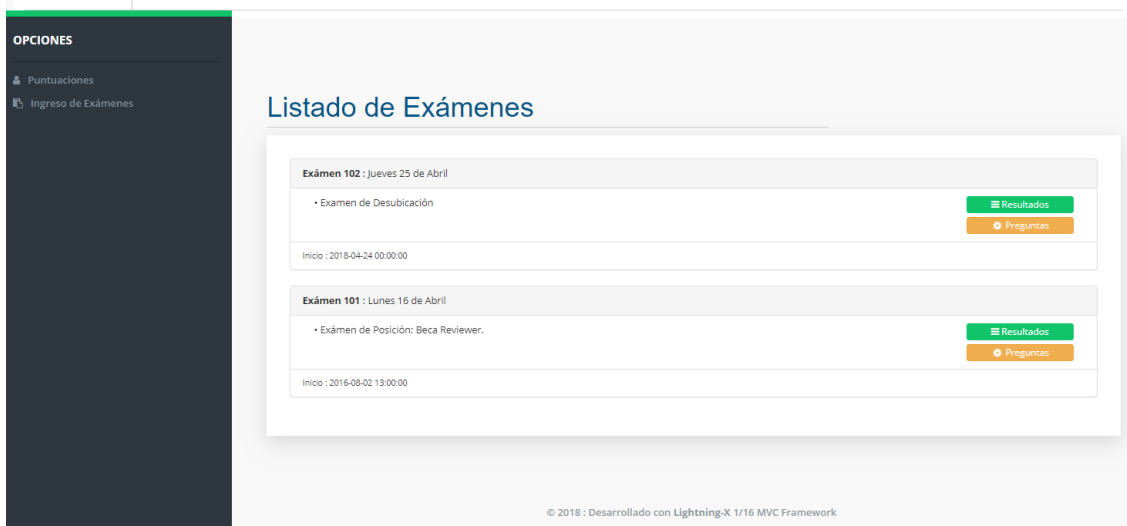 OPCIONES
Puntuaciones
Ingreso de Exámenes
Listado de Exámenes
Exámen 102 : Jueves 25 de Abril
• Examen de Desubicación
Resultados
Preguntas
Inicio : 2018-04-24 00:00:00
Exámen 101 : Lunes 16 de Abril
• Exámen de Posición: Beca Reviewer.
Resultados
Preguntas
Inicio : 2016-08-02 13:00:00
© 2018 : Desarrollado con Lightning-X 1/16 MVC Framework